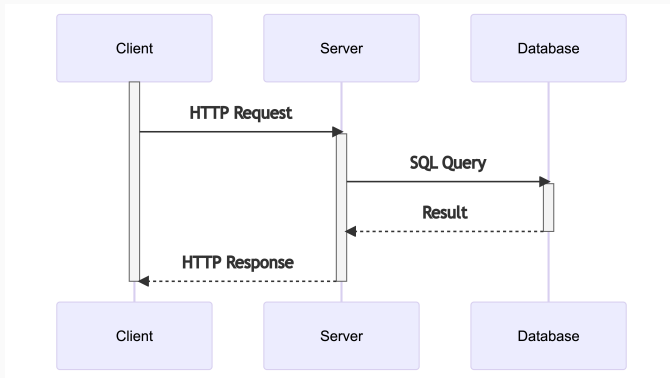 Client
Server
Database
HTTP Request
SQL Query
Result
HTTP Response
Client
Server
Database